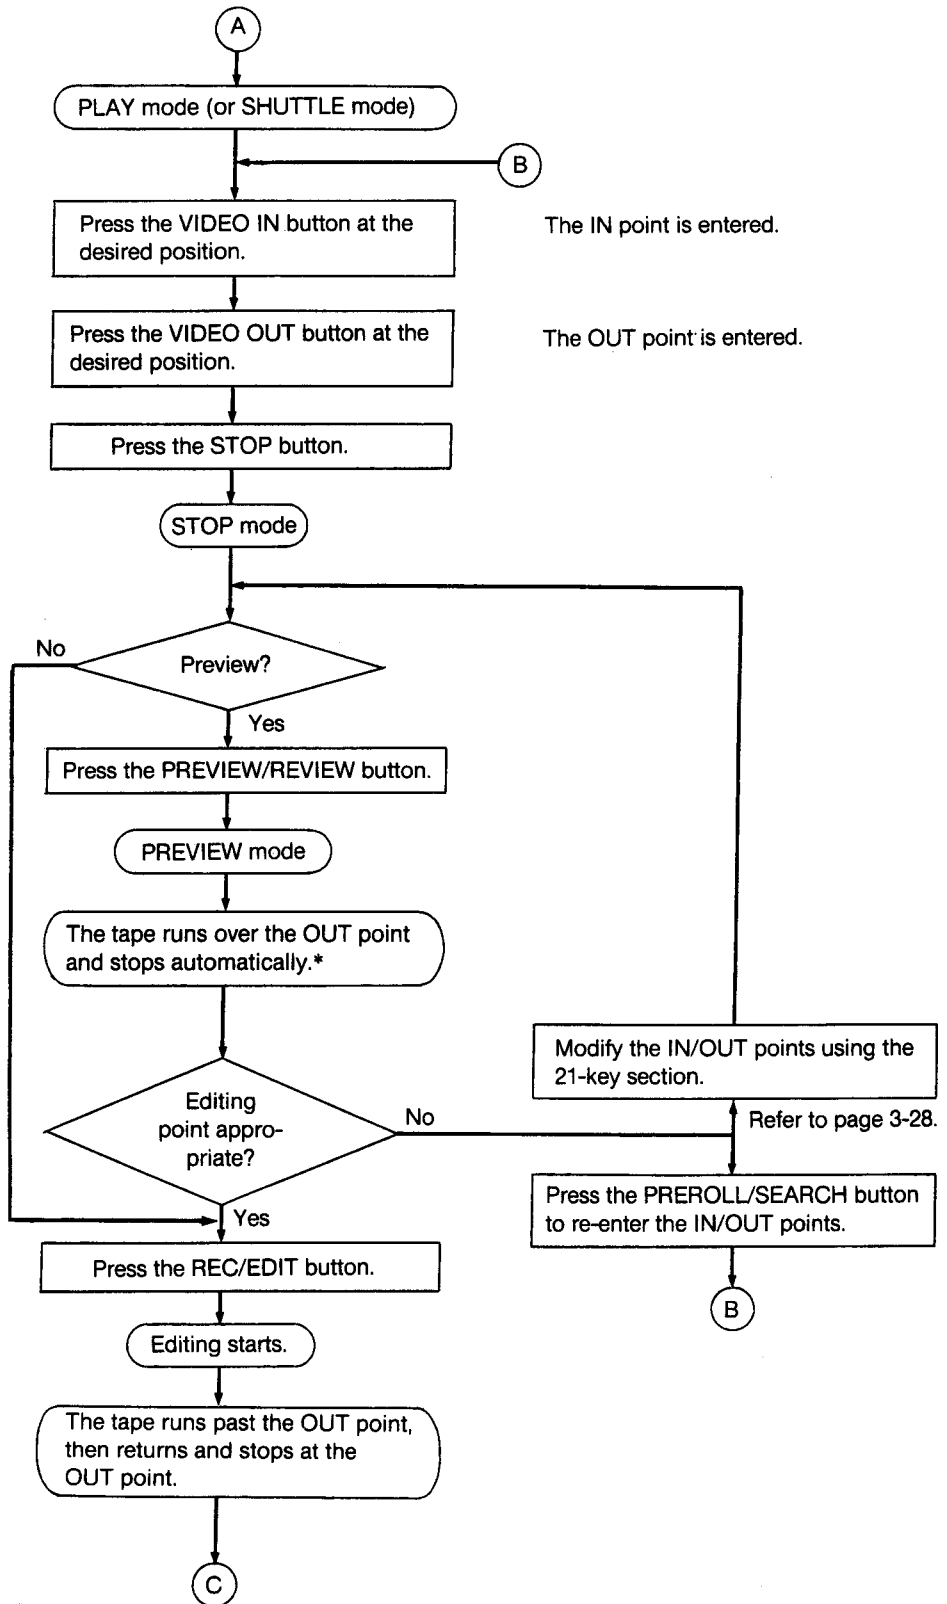 A
PLAY mode (or SHUTTLE mode)
B
Press the VIDEO IN button at the
desired position.
The IN point is entered.
Press the VIDEO OUT button at the
desired position.
The OUT point is entered.
Press the STOP button.
STOP mode
No
Preview?
Yes
Press the PREVIEW/REVIEW button.
PREVIEW mode
The tape runs over the OUT point
and stops automatically.*
Modify the IN/OUT points using the
21-key section.
Editing
point appro-
priate?
No
Refer to page 3-28.
Press the PREROLL/SEARCH button
to re-enter the IN/OUT points.
Yes
Press the REC/EDIT button.
B
Editing starts.
The tape runs past the OUT point,
then returns and stops at the
OUT point.
C